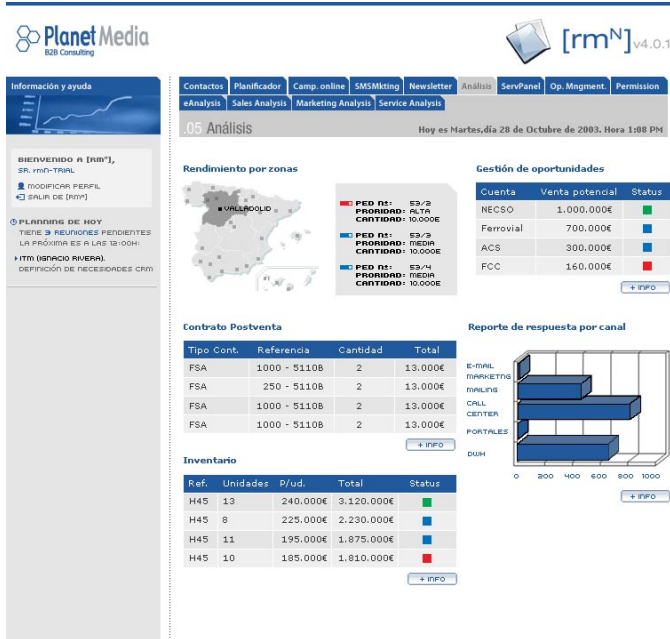 Planet Media
B2B Consulting
[rmN]v4.0.1
Información y ayuda
Contactos Planificador Camp. online SMSMkting Newsletter Análisis ServPanel Op. Mngment. Permission
eAnalysis Sales Analysis Marketing Analysis Service Analysis
.05 Análisis
Hoy es Martes.día 28 de Octubre de 2003. Hora 1:08 PM
BIENVENIDO A [RMn],
SR. rmn-TRIAL
MODIFICAR PERFIL
SALIR DE [RMn]
PLANNING DE HOY
TIENE 3 REUNIONES PENDIENTES
LA PRÓXIMA ES A LAS 12:00H:
ITM (IGNACIO RIVERA).
DEFINICIÓN DE NECESIDADES CRM
Rendimiento por zonas
VALLADOLID
PED Nº: 53/2
PRORIDAD: ALTA
CANTIDAD: 10.000E
PED Nº: 53/3
PRORIDAD: MEDIA
CANTIDAD: 10.000E
PED Nº: 53/4
PRORIDAD: MEDIA
CANTIDAD: 10.000E
Gestión de oportunidades
Cuenta Venta potencial Status
NECSO 1.000.000€
Ferrovial 700.000€
ACS 300.000€
FCC 160.000€
+ INFO
Contrato Postventa
Tipo Cont. Referencia Cantidad Total
FSA 1000 - 5110B 2 13.000€
FSA 250 - 5110B 2 13.000€
FSA 1000 - 5110B 2 13.000€
FSA 1000 - 5110B 2 13.000€
+ INFO
Reporte de respuesta por canal
E-MAIL
MARKETNG
MAILING
CALL
CENTER
PORTALES
DWH
0 200 400 600 800 1000
+ INFO
Inventario
Ref. Unidades P/ud. Total Status
H45 13 240.000€ 3.120.000€
H45 8 225.000€ 2.230.000€
H45 11 195.000€ 1.875.000€
H45 10 185.000€ 1.810.000€
+ INFO